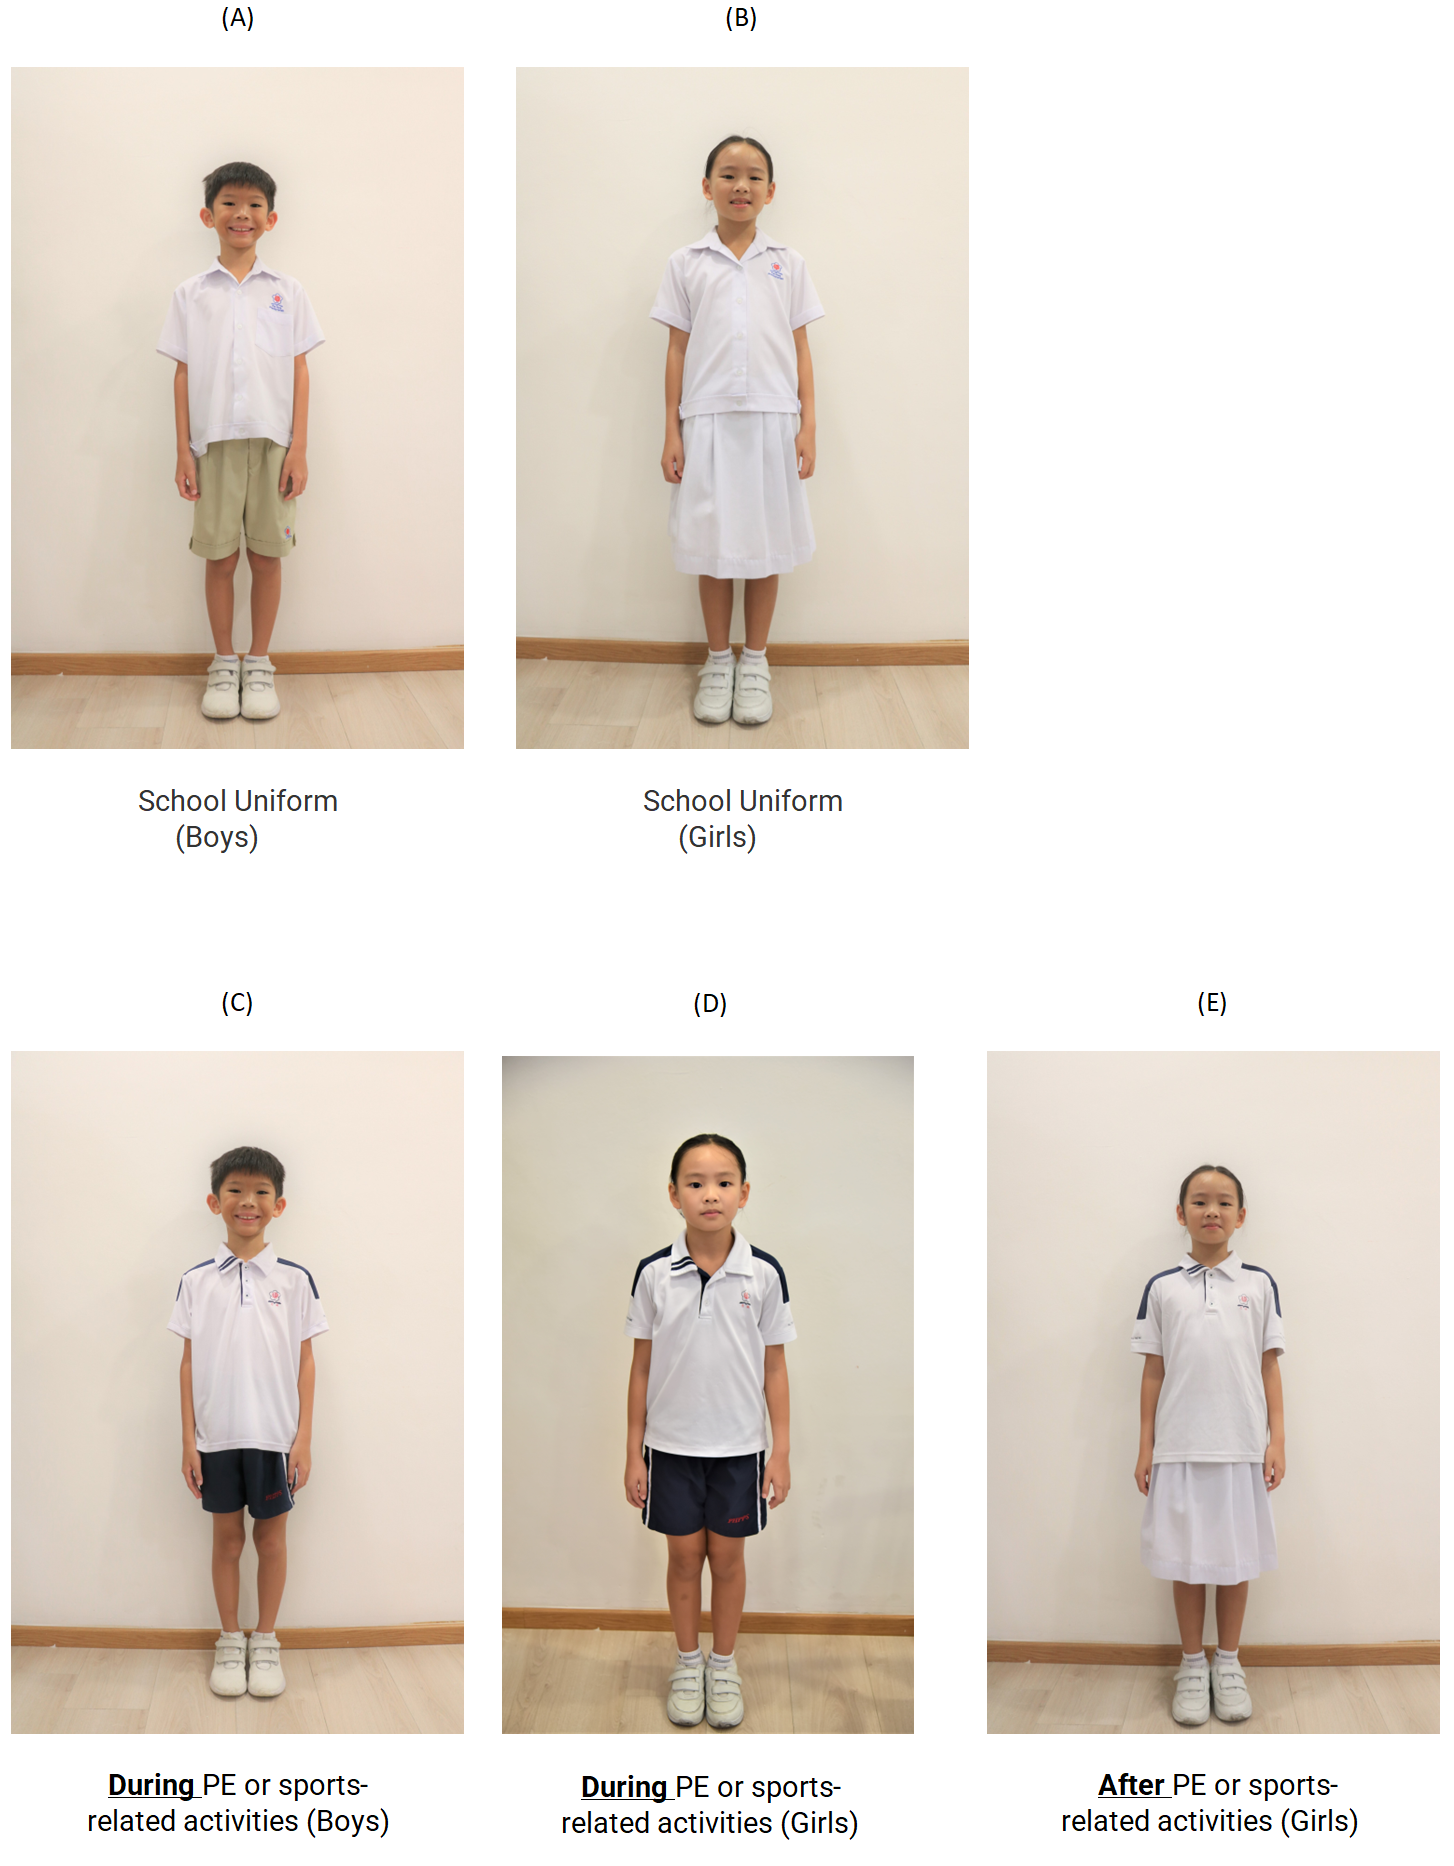 (A)
(B)
School Uniform
(Boys)
School Uniform
(Girls)
(C)
(D)
(E)
During PE or sports-
related activities (Boys)
During PE or sports-
related activities (Girls)
After PE or sports-
related activities (Girls)